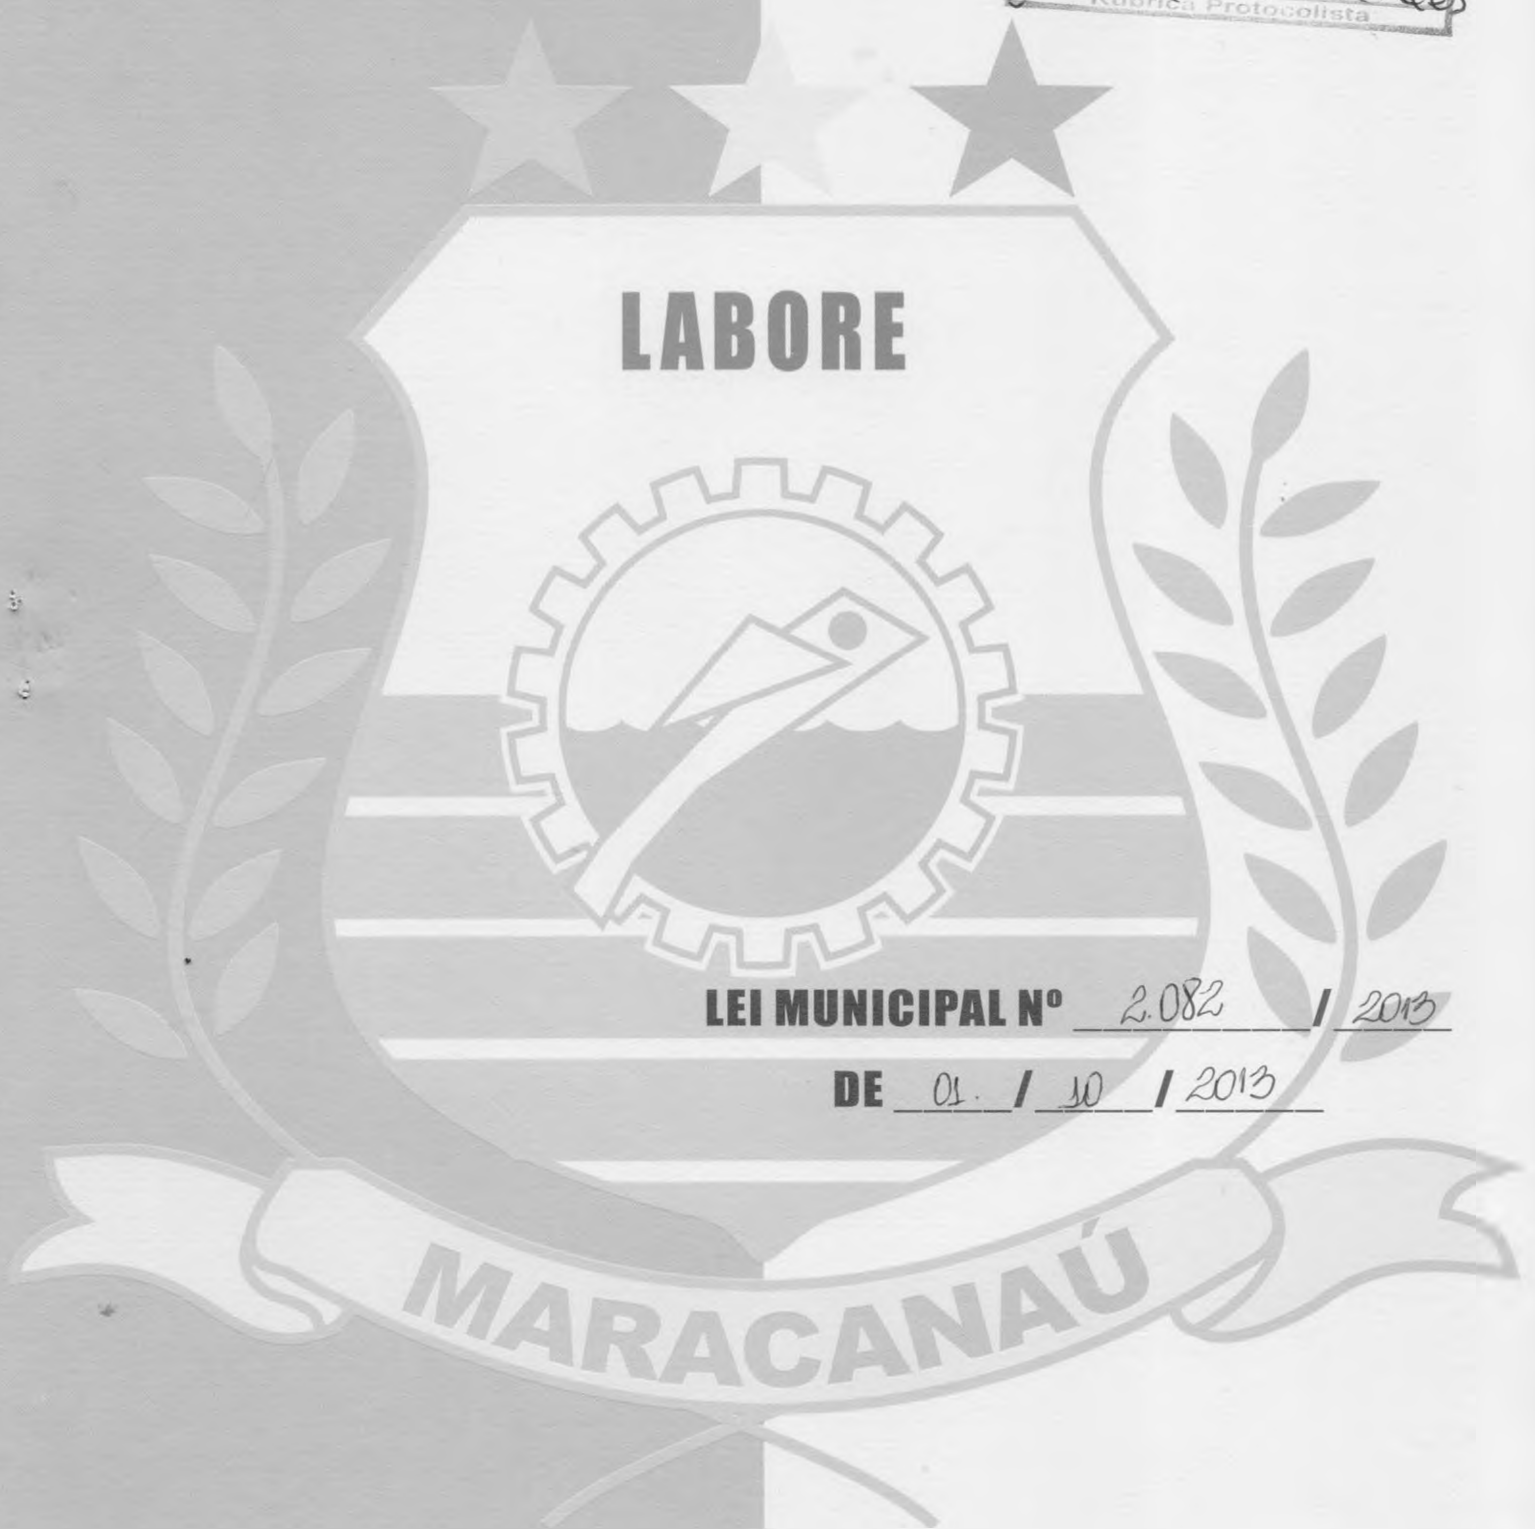 Rubrica Protocolista
LABORE
LEI MUNICIPAL Nº 2.082 / 2013
DE 01. / 10 / 2013
MARACANAÚ